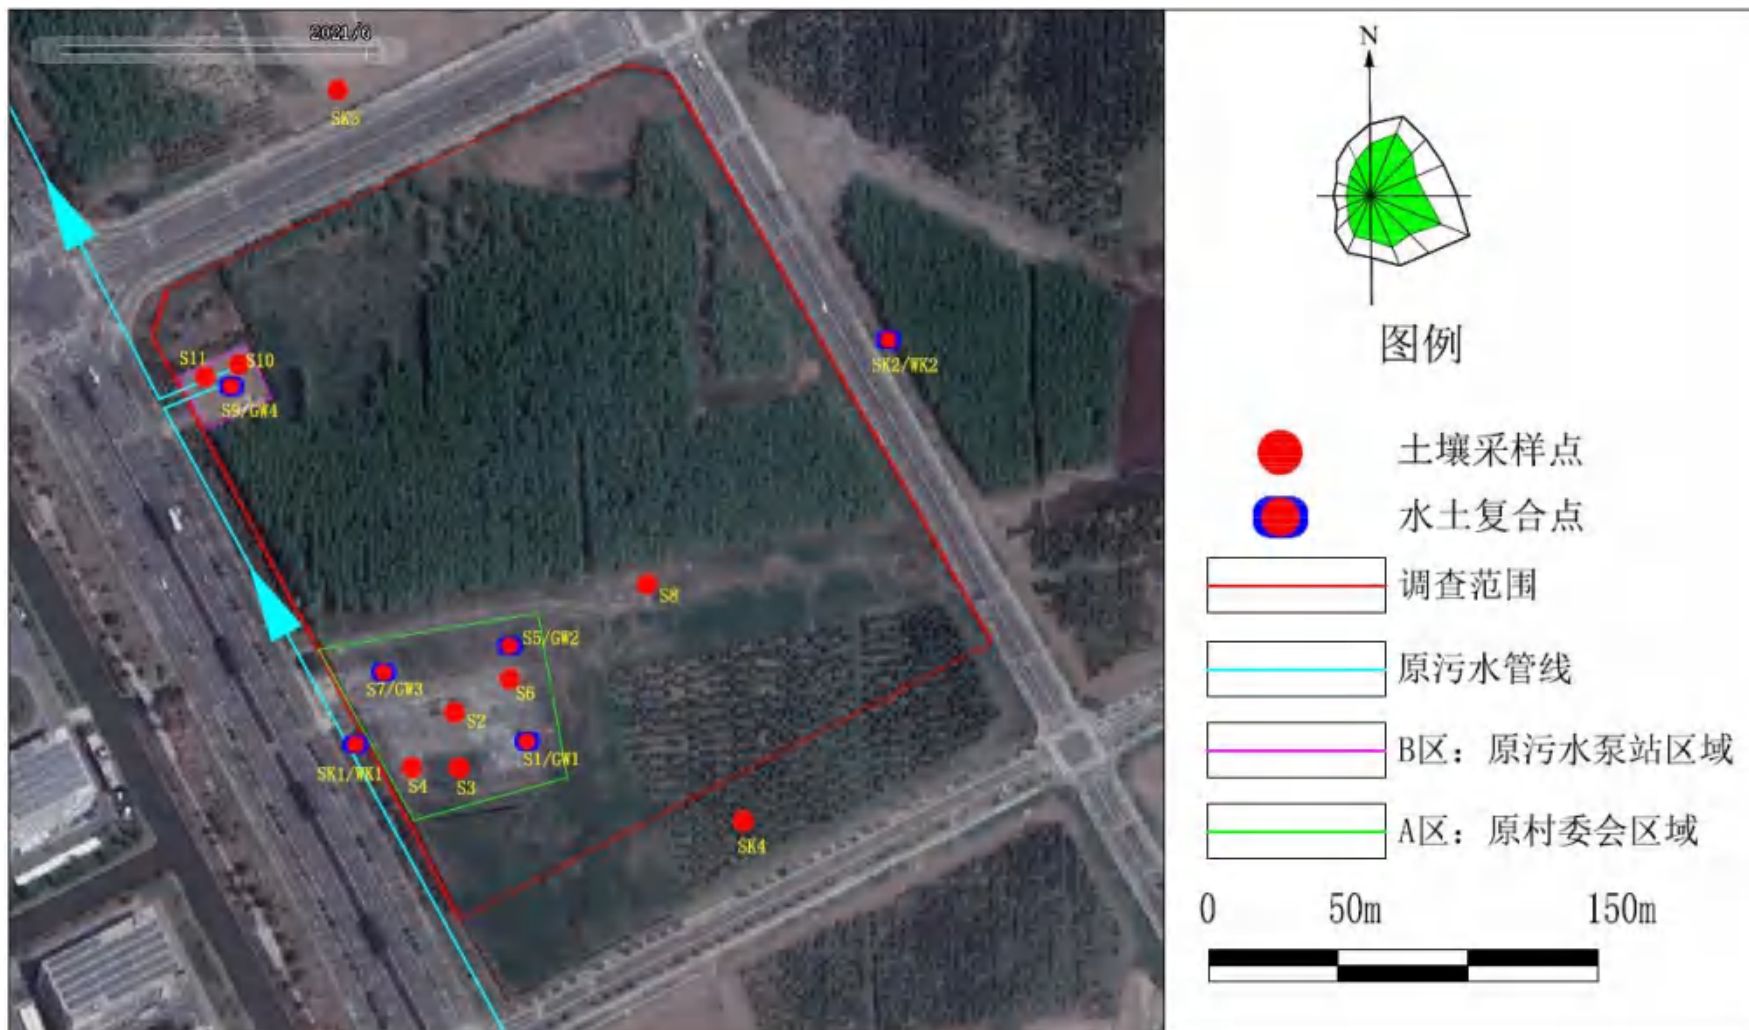 2021/6
SK3
S11
S10
S9/GW4
SK2/WK2
S8
S5/GW2
S7/GW3
S6
S2
S1/GW1
SK1/WK1
S4
S3
SK4
N
图例
土壤采样点
水土复合点
调查范围
原污水管线
B区：原污水泵站区域
A区：原村委会区域
0 50m 150m